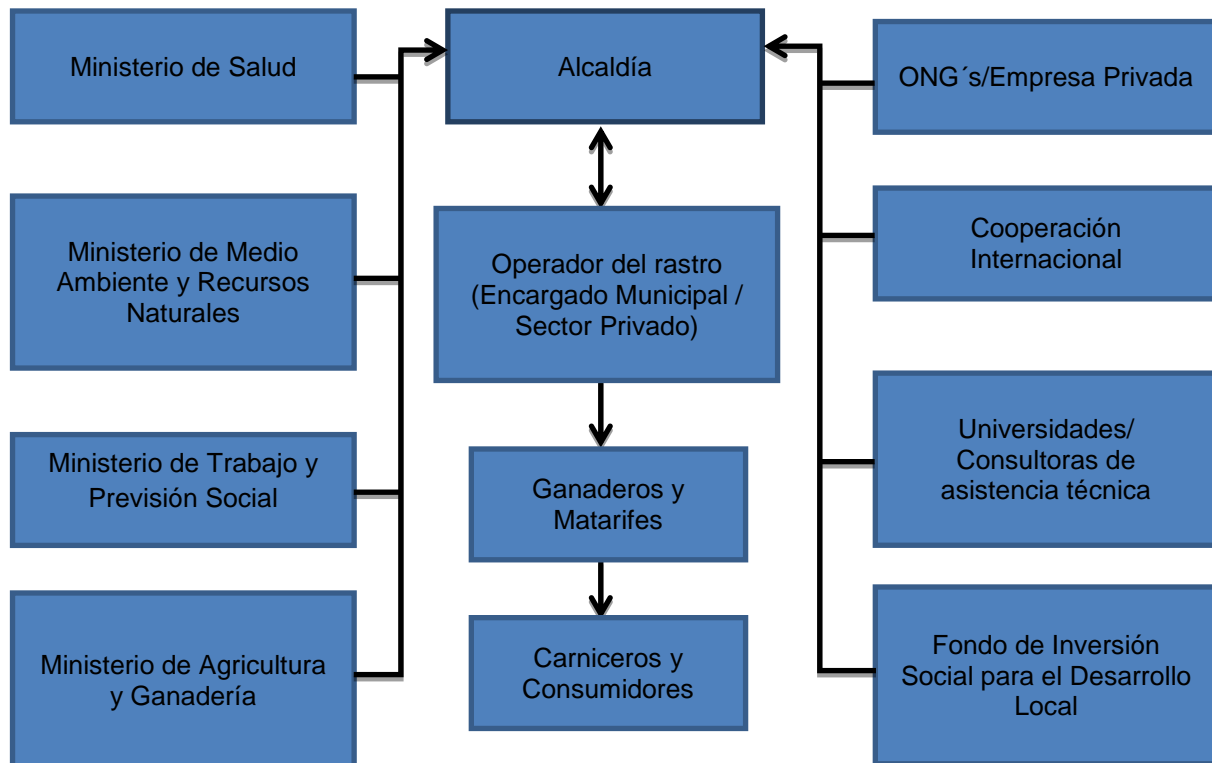 Ministerio de Salud
Alcaldía
ONG´s/Empresa Privada
Ministerio de Medio
Ambiente y Recursos
Naturales
Operador del rastro
(Encargado Municipal /
Sector Privado)
Cooperación
Internacional
Ministerio de Trabajo y
Previsión Social
Ganaderos y
Matarifes
Universidades/
Consultoras de
asistencia técnica
Ministerio de Agricultura
y Ganadería
Carniceros y
Consumidores
Fondo de Inversión
Social para el Desarrollo
Local